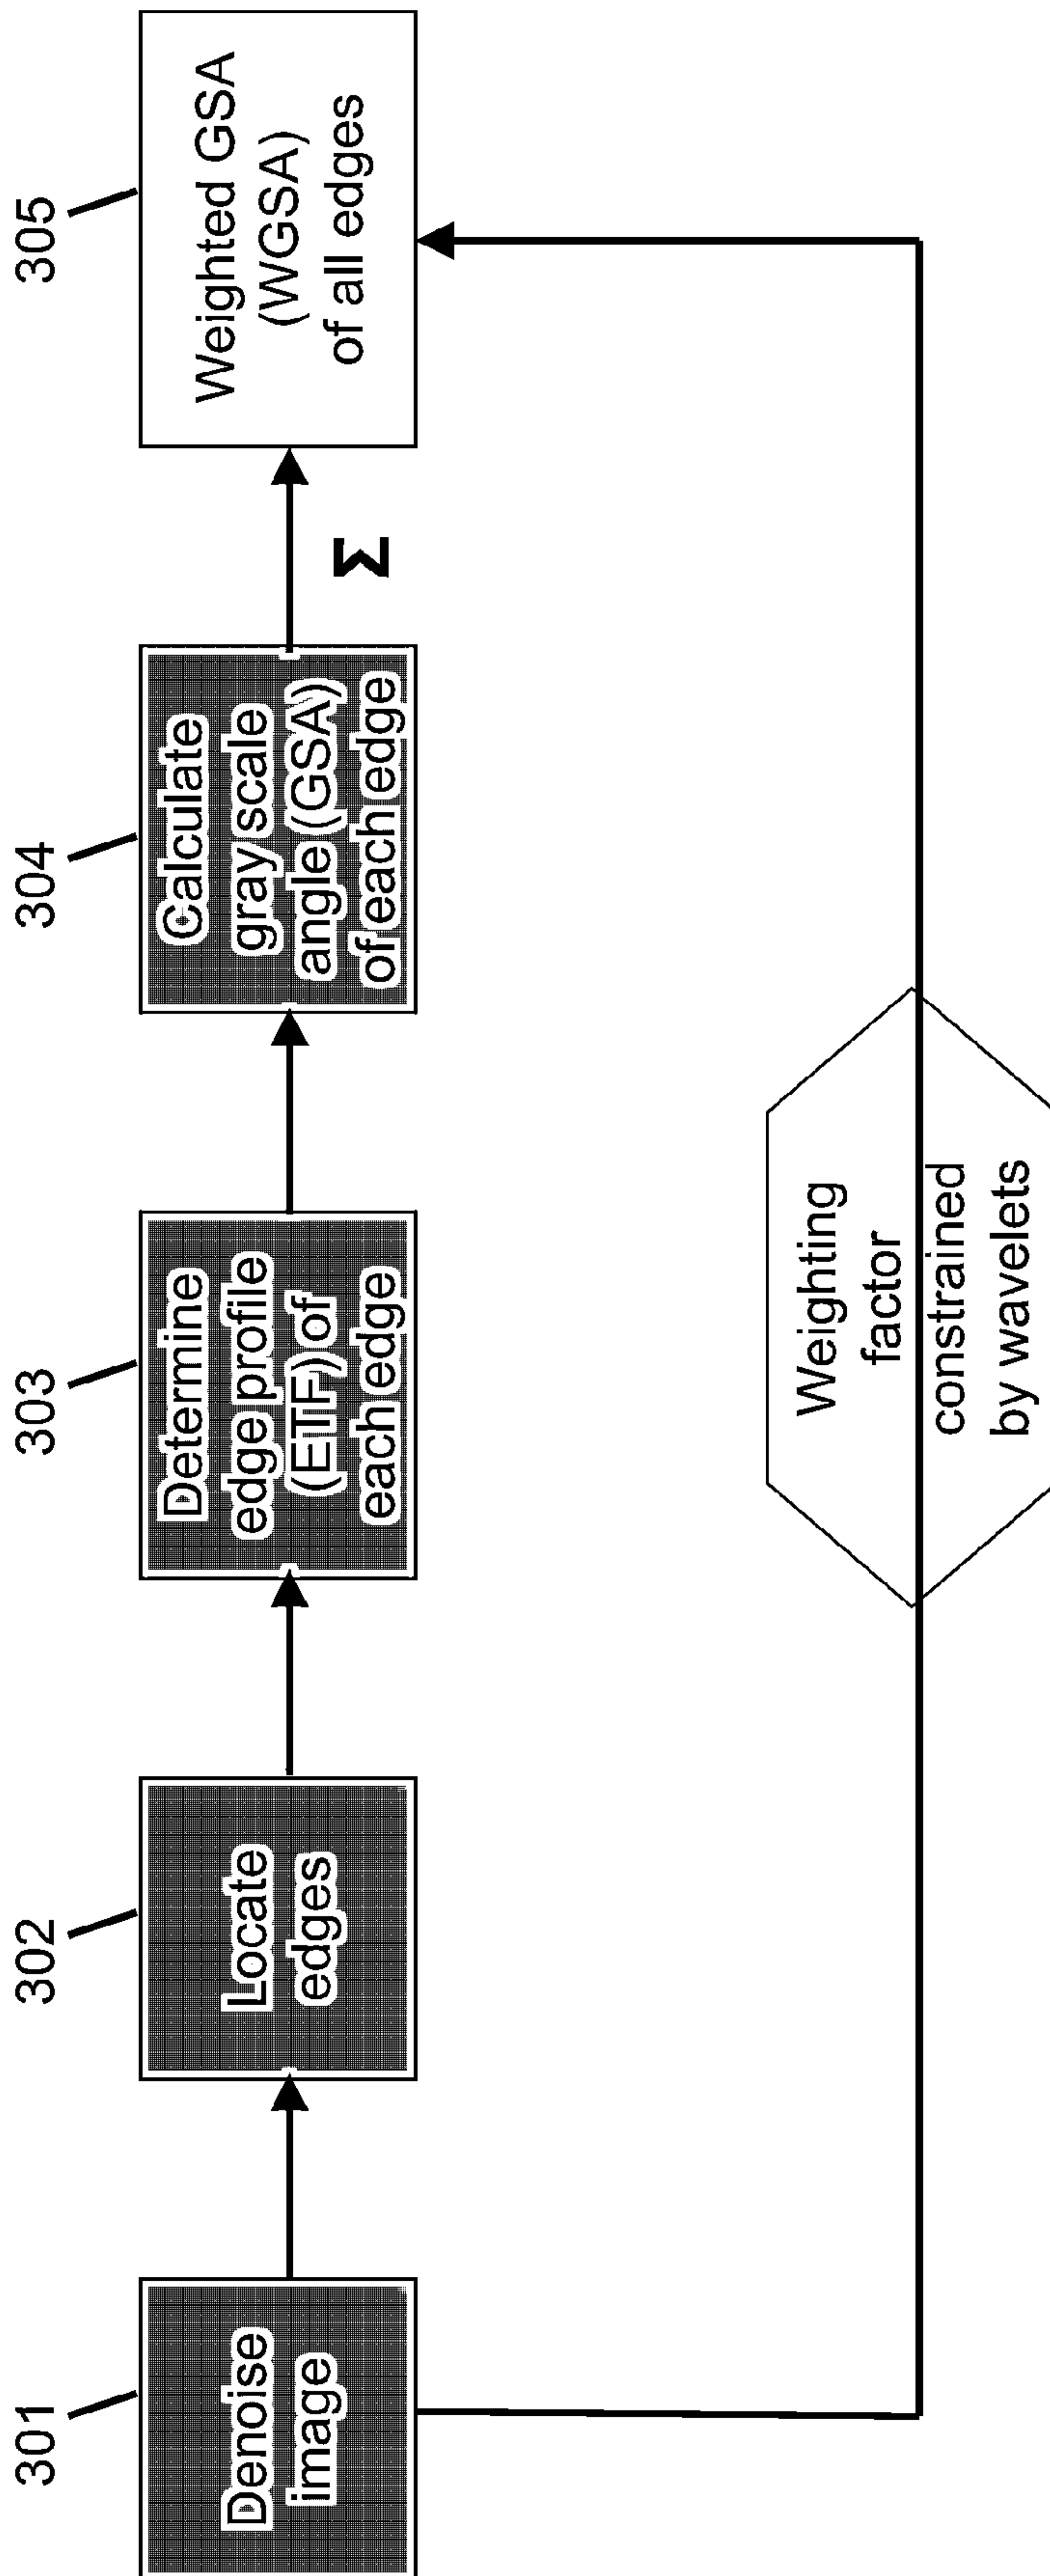 301
Denoise
image
302
Locate
edges
303
Determine
edge profile
(ETF) of
each edge
304
Calculate
gray scale
angle (GSA)
of each edge
Σ
305
Weighted GSA
(WGSA)
of all edges
Weighting
factor
constrained
by wavelets